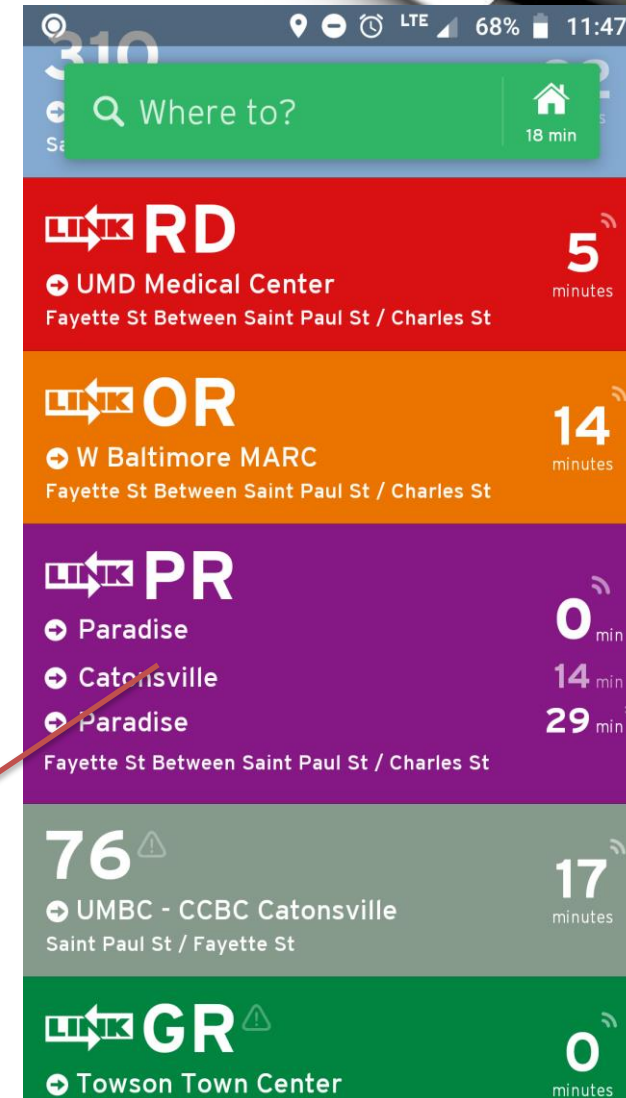 LTE 68% 11:47
310
Where to?
18 min
LINK RD
5
UMD Medical Center
minutes
Fayette St Between Saint Paul St / Charles St
LINK OR
14
W Baltimore MARC
minutes
Fayette St Between Saint Paul St / Charles St
LINK PR
Paradise 0 min
Catonsville 14 min
Paradise 29 min
Fayette St Between Saint Paul St / Charles St
76
17
UMBC - CCBC Catonsville
minutes
Saint Paul St / Fayette St
LINK GR
0
Towson Town Center
minutes